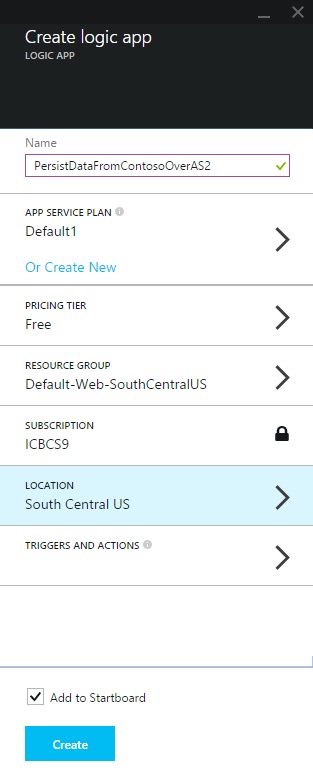 Create logic app
LOGIC APP
Name
PersistDataFromContosoOverAS2
APP SERVICE PLAN
Default1
Or Create New
PRICING TIER
Free
RESOURCE GROUP
Default-Web-SouthCentralUS
SUBSCRIPTION
ICBCS9
LOCATION
South Central US
TRIGGERS AND ACTIONS
Add to Startboard
Create